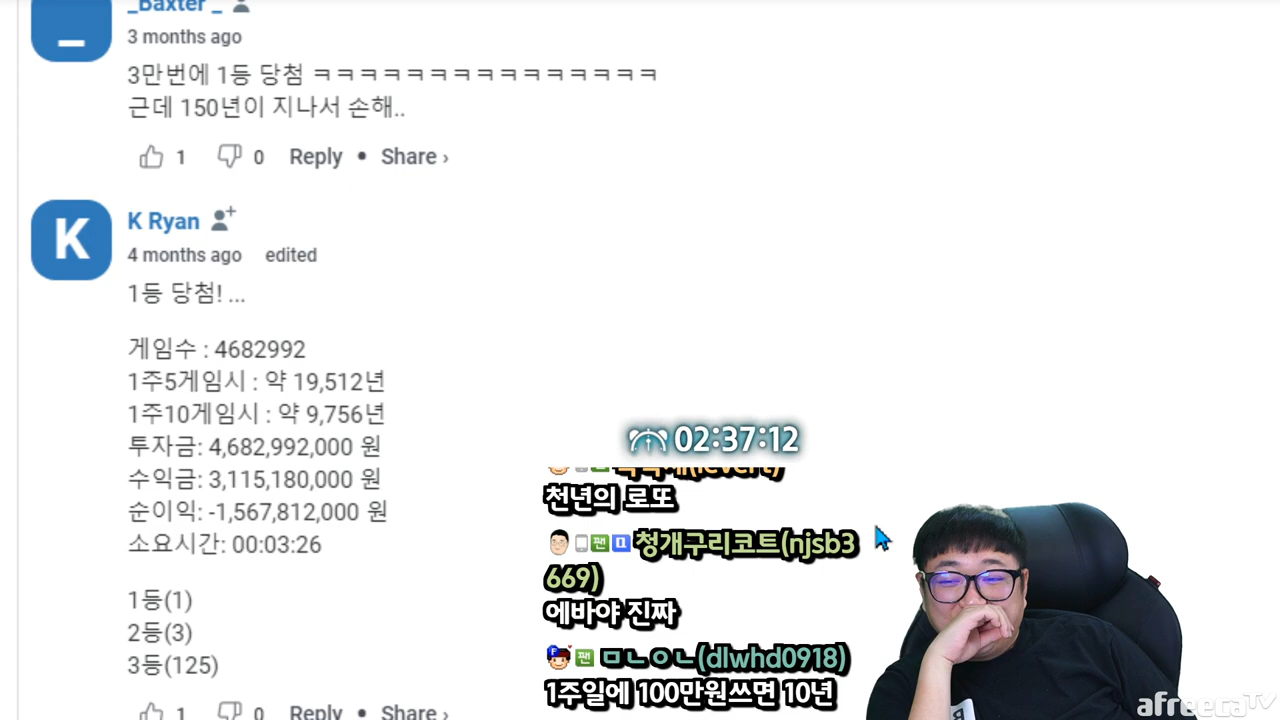 _Baxter _
3 months ago
3만번에 1등 당첨 ㅋㅋㅋㅋㅋㅋㅋㅋㅋㅋㅋㅋㅋㅋㅋ
근데 150년이 지나서 손해..
1 0 Reply • Share ›
K
K Ryan
4 months ago edited
1등 당첨! ...
게임수 : 4682992
1주5게임시 : 약 19,512년
1주10게임시 : 약 9,756년
투자금: 4,682,992,000 원
수익금: 3,115,180,000 원
순이익: -1,567,812,000 원
소요시간: 00:03:26
1등(1)
2등(3)
3등(125)
1 0 Reply • Share ›
02:37:12
천년의 로또
팬 청개구리코트(njsb3
669)
에바야 진짜
팬 ㅁㄴㅇㄴ(dlwhd0918)
1주일에 100만원쓰면 10년
afreecaTV